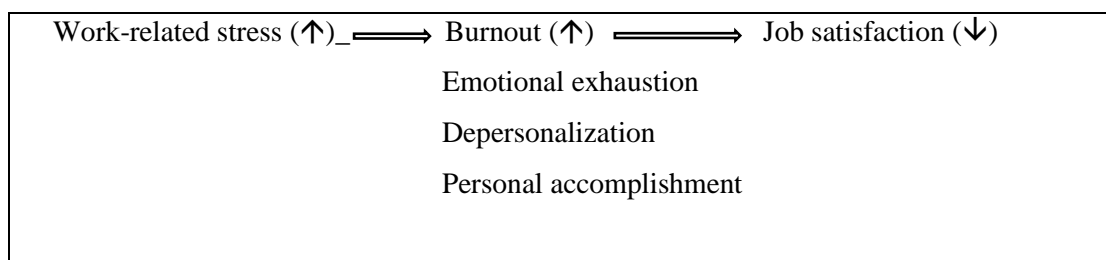 Work-related stress (↑)_ ⟹ Burnout (↑) ⟹ Job satisfaction (↓)
Emotional exhaustion
Depersonalization
Personal accomplishment